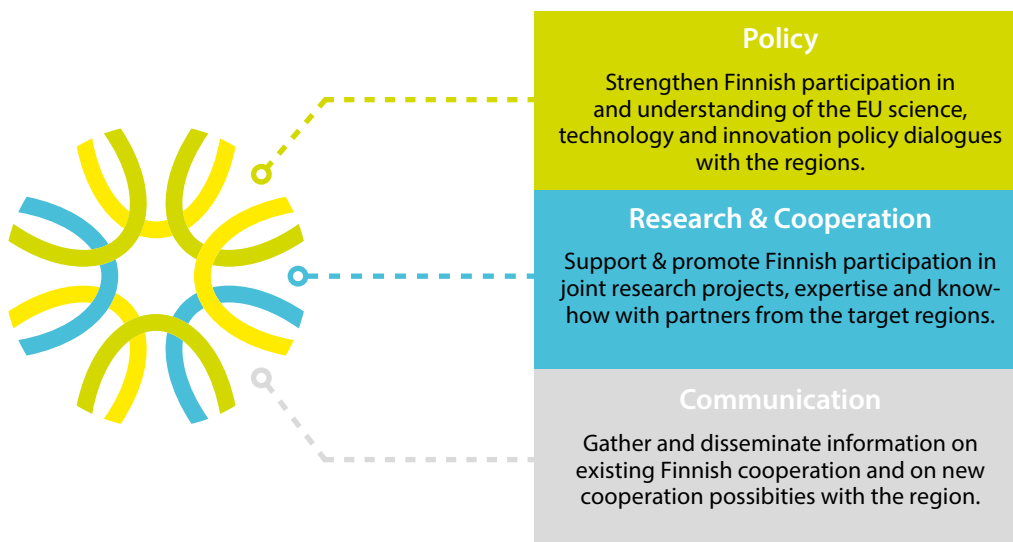 Policy
Strengthen Finnish participation in
and understanding of the EU science,
technology and innovation policy dialogues
with the regions.
Research & Cooperation
Support & promote Finnish participation in
joint research projects, expertise and know-
how with partners from the target regions.
Communication
Gather and disseminate information on
existing Finnish cooperation and on new
cooperation possibities with the region.